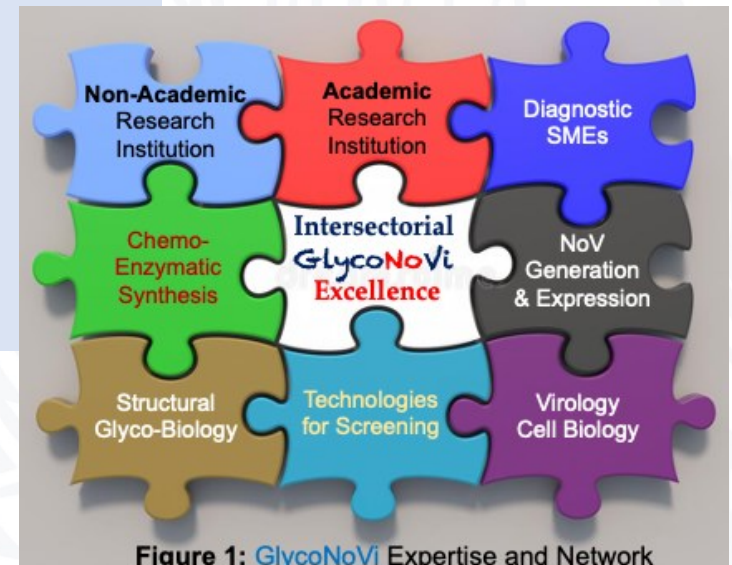 Non-Academic
Research
Institution
Academic
Research
Institution
Diagnostic
SMEs
Chemo-
Enzymatic
Synthesis
Intersectorial
GlycoNoVi
Excellence
NoV
Generation
& Expression
Structural
Glyco-Biology
Technologies
for Screening
Virology
Cell Biology
Figure 1: GlycoNoVi Expertise and Network